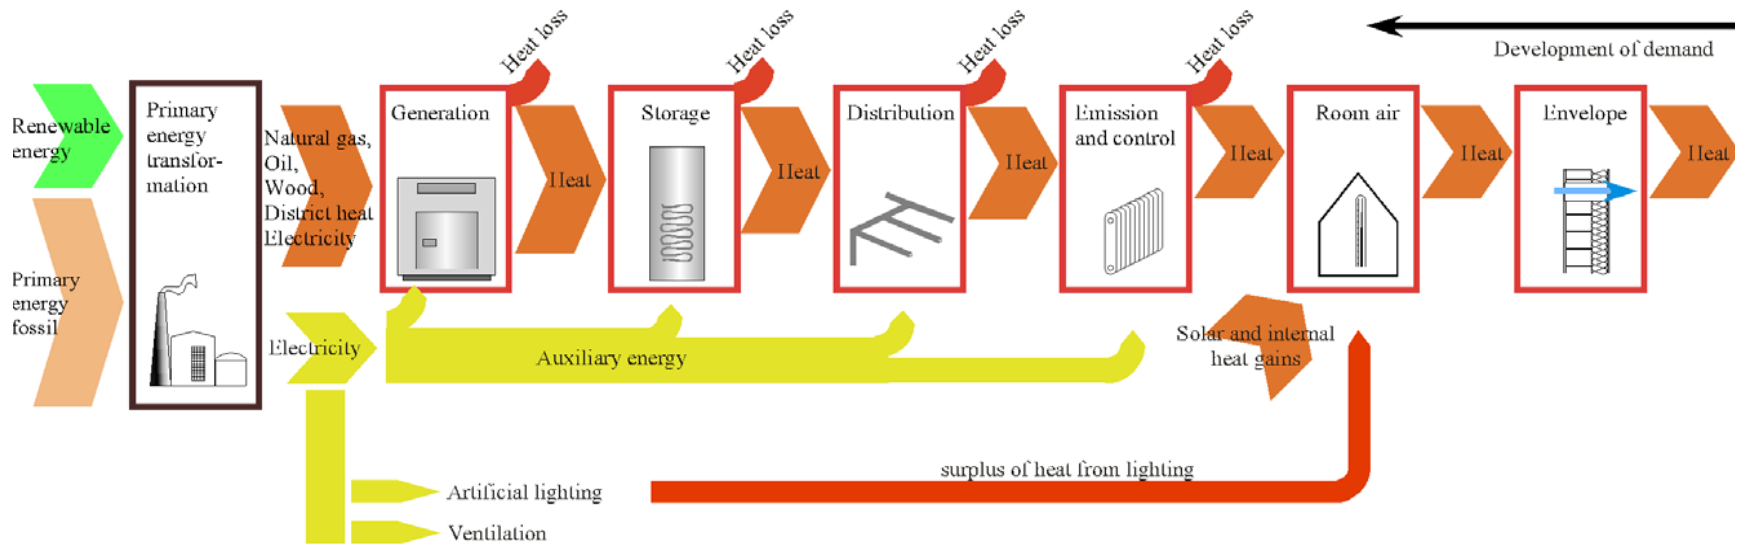 Heat loss
Heat loss
Heat loss
Heat loss
Development of demand
Renewable
energy
Primary
energy
transfor-
mation
Natural gas,
Oil,
Wood,
District heat
Electricity
Generation
Heat
Storage
Heat
Distribution
Heat
Emission
and control
Heat
Room air
Heat
Envelope
Heat
Primary
energy
fossil
Electricity
Auxiliary energy
Solar and internal
heat gains
surplus of heat from lighting
Artificial lighting
Ventilation